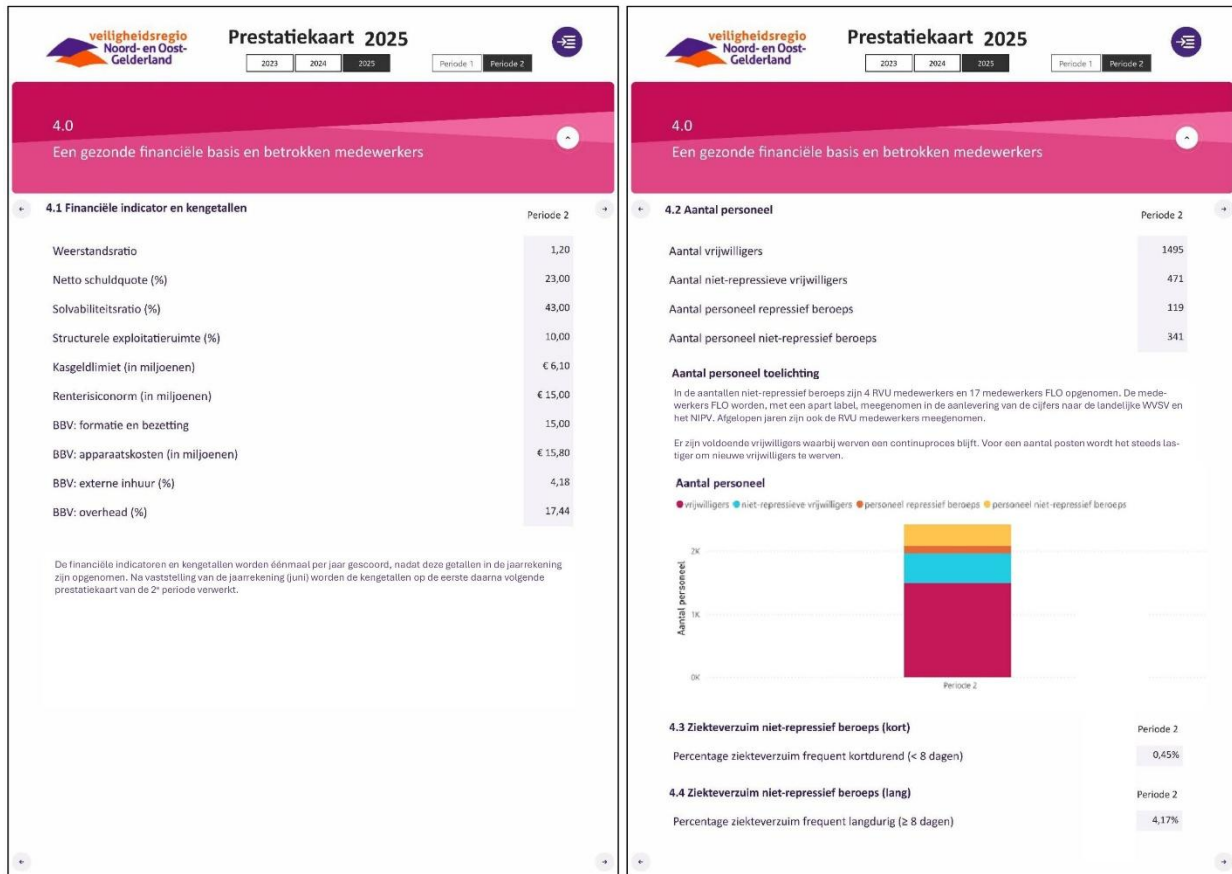 veiligheidsregio
Noord- en Oost-
Gelderland
Prestatiekaart 2025
2023 2024 2025
Periode 1 Periode 2
4.0
Een gezonde financiële basis en betrokken medewerkers
4.1 Financiële indicator en kengetallen Periode 2
Weerstandsratio 1,20
Netto schuldquote (%) 23,00
Solvabiliteitsratio (%) 43,00
Structurele exploitatieruimte (%) 10,00
Kasgeldlimiet (in miljoenen) € 6,10
Renterisiconorm (in miljoenen) € 15,00
BBV: formatie en bezetting 15,00
BBV: apparaatskosten (in miljoenen) € 15,80
BBV: externe inhuur (%) 4,18
BBV: overhead (%) 17,44
De financiële indicatoren en kengetallen worden éénmaal per jaar gescoord, nadat deze getallen in de jaarrekening
zijn opgenomen. Na vaststelling van de jaarrekening (juni) worden de kengetallen op de eerste daarna volgende
prestatiekaart van de 2e periode verwerkt.
veiligheidsregio
Noord- en Oost-
Gelderland
Prestatiekaart 2025
2023 2024 2025
Periode 1 Periode 2
4.0
Een gezonde financiële basis en betrokken medewerkers
4.2 Aantal personeel Periode 2
Aantal vrijwilligers 1495
Aantal niet-repressieve vrijwilligers 471
Aantal personeel repressief beroeps 119
Aantal personeel niet-repressief beroeps 341
Aantal personeel toelichting
In de aantallen niet-repressief beroeps zijn 4 RVU medewerkers en 17 medewerkers FLO opgenomen. De mede-
werkers FLO worden, met een apart label, meegenomen in de aanlevering van de cijfers naar de landelijke WVSV en
het NIPV. Afgelopen jaren zijn ook de RVU medewerkers meegenomen.
Er zijn voldoende vrijwilligers waarbij werven een continuproces blijft. Voor een aantal posten wordt het steeds las-
tiger om nieuwe vrijwilligers te werven.
Aantal personeel
vrijwilligers niet-repressieve vrijwilligers personeel repressief beroeps personeel niet-repressief beroeps
Aantal personeel
2K
1K
0K
Periode 2
4.3 Ziekteverzuim niet-repressief beroeps (kort) Periode 2
Percentage ziekteverzuim frequent kortdurend (< 8 dagen) 0,45%
4.4 Ziekteverzuim niet-repressief beroeps (lang) Periode 2
Percentage ziekteverzuim frequent langdurig (≥ 8 dagen) 4,17%